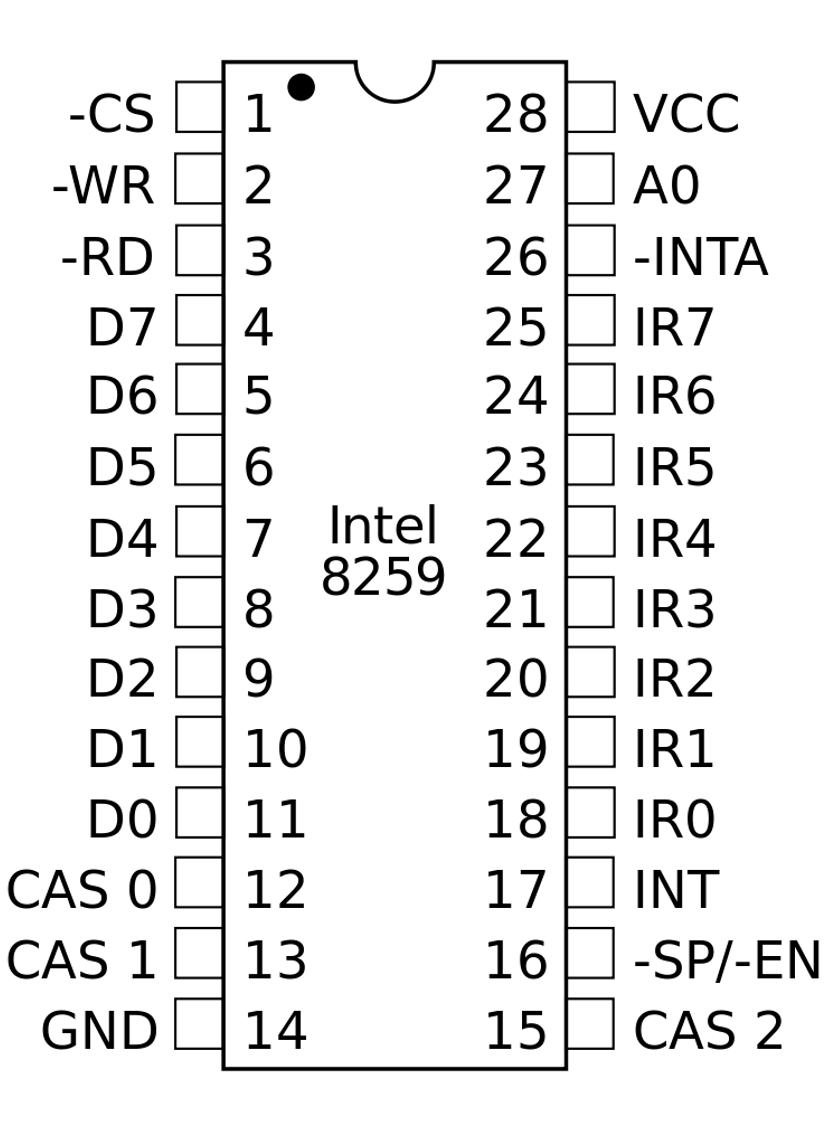 -CS 1 28 VCC
-WR 2 27 A0
-RD 3 26 -INTA
D7 4 25 IR7
D6 5 24 IR6
D5 6 23 IR5
Intel
D4 7 22 IR4
8259
D3 8 21 IR3
D2 9 20 IR2
D1 10 19 IR1
D0 11 18 IR0
CAS 0 12 17 INT
CAS 1 13 16 -SP/-EN
GND 14 15 CAS 2